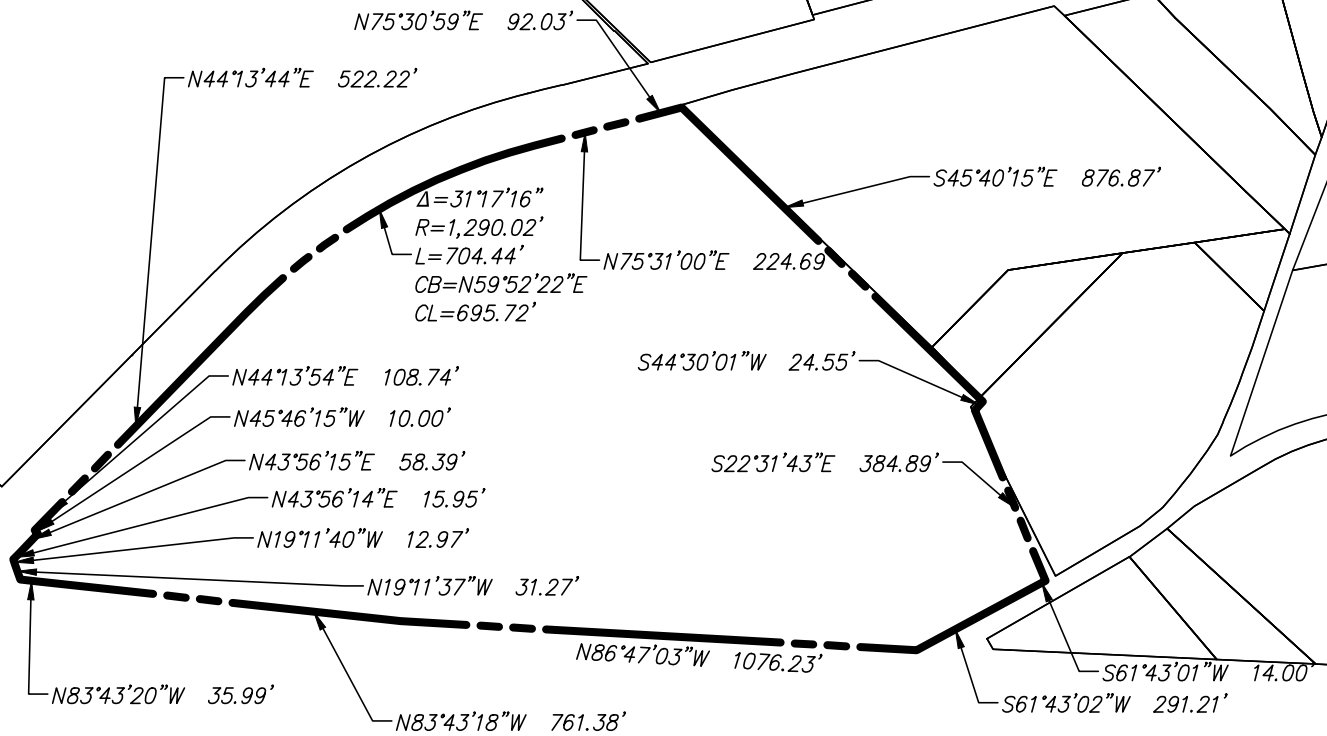 N75°30'59"E 92.03'
N44°13'44"E 522.22'
S45°40'15"E 876.87'
Δ=31°17'16"
R=1,290.02'
L=704.44'
CB=N59°52'22"E
CL=695.72'
N75°31'00"E 224.69
S44°30'01"W 24.55'
N44°13'54"E 108.74'
N45°46'15"W 10.00'
N43°56'15"E 58.39'
S22°31'43"E 384.89'
N43°56'14"E 15.95'
N19°11'40"W 12.97'
N19°11'37"W 31.27'
N86°47'03"W 1076.23'
S61°43'01"W 14.00'
N83°43'20"W 35.99'
S61°43'02"W 291.21'
N83°43'18"W 761.38'